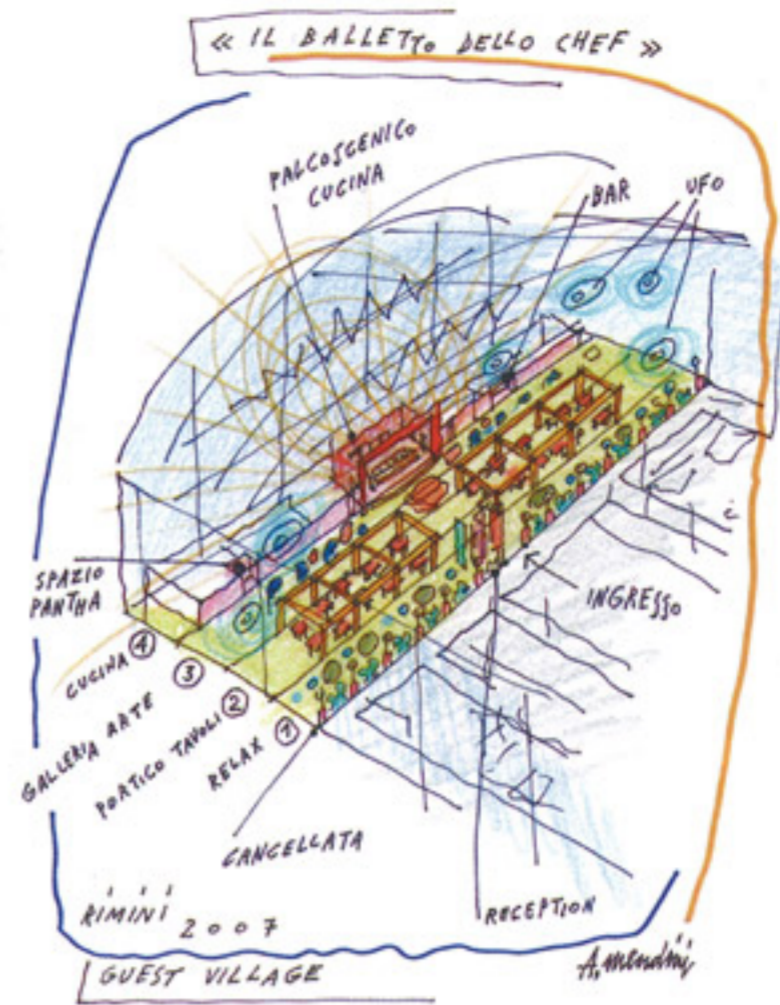 « IL BALLETTO DELLO CHEF »
PALCOSCENICO
CUCINA
BAR
UFO
SPAZIO
PANTHA
INGRESSO
CUCINA 4
GALLERIA ARTE 3
PORTICO TAVOLI 2
RELAX 1
CANCELLATA
RECEPTION
RIMINI 2007
A. Mendini
GUEST VILLAGE